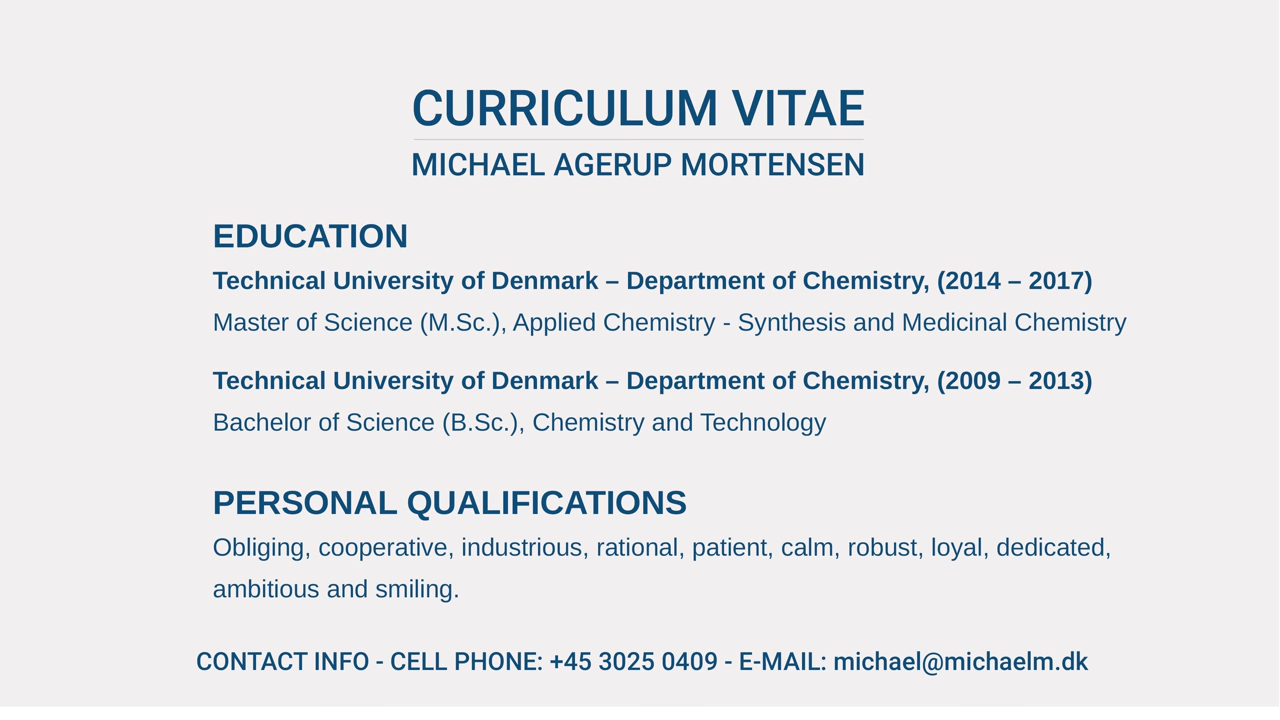 CURRICULUM VITAE
MICHAEL AGERUP MORTENSEN
EDUCATION
Technical University of Denmark – Department of Chemistry, (2014 – 2017)
Master of Science (M.Sc.), Applied Chemistry - Synthesis and Medicinal Chemistry
Technical University of Denmark – Department of Chemistry, (2009 – 2013)
Bachelor of Science (B.Sc.), Chemistry and Technology
PERSONAL QUALIFICATIONS
Obliging, cooperative, industrious, rational, patient, calm, robust, loyal, dedicated,
ambitious and smiling.
CONTACT INFO - CELL PHONE: +45 3025 0409 - E-MAIL: michael@michaelm.dk